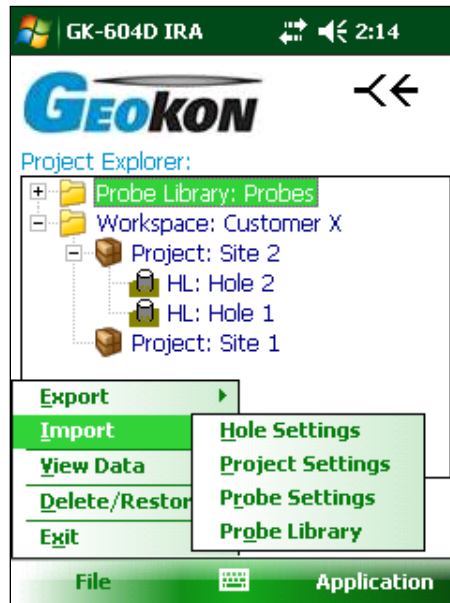 GK-604D IRA 2:14
GEOKON
Project Explorer:
Probe Library: Probes
Workspace: Customer X
Project: Site 2
HL: Hole 2
HL: Hole 1
Project: Site 1
Export
Import
View Data
Delete/Restor
Exit
Hole Settings
Project Settings
Probe Settings
Probe Library
File Application